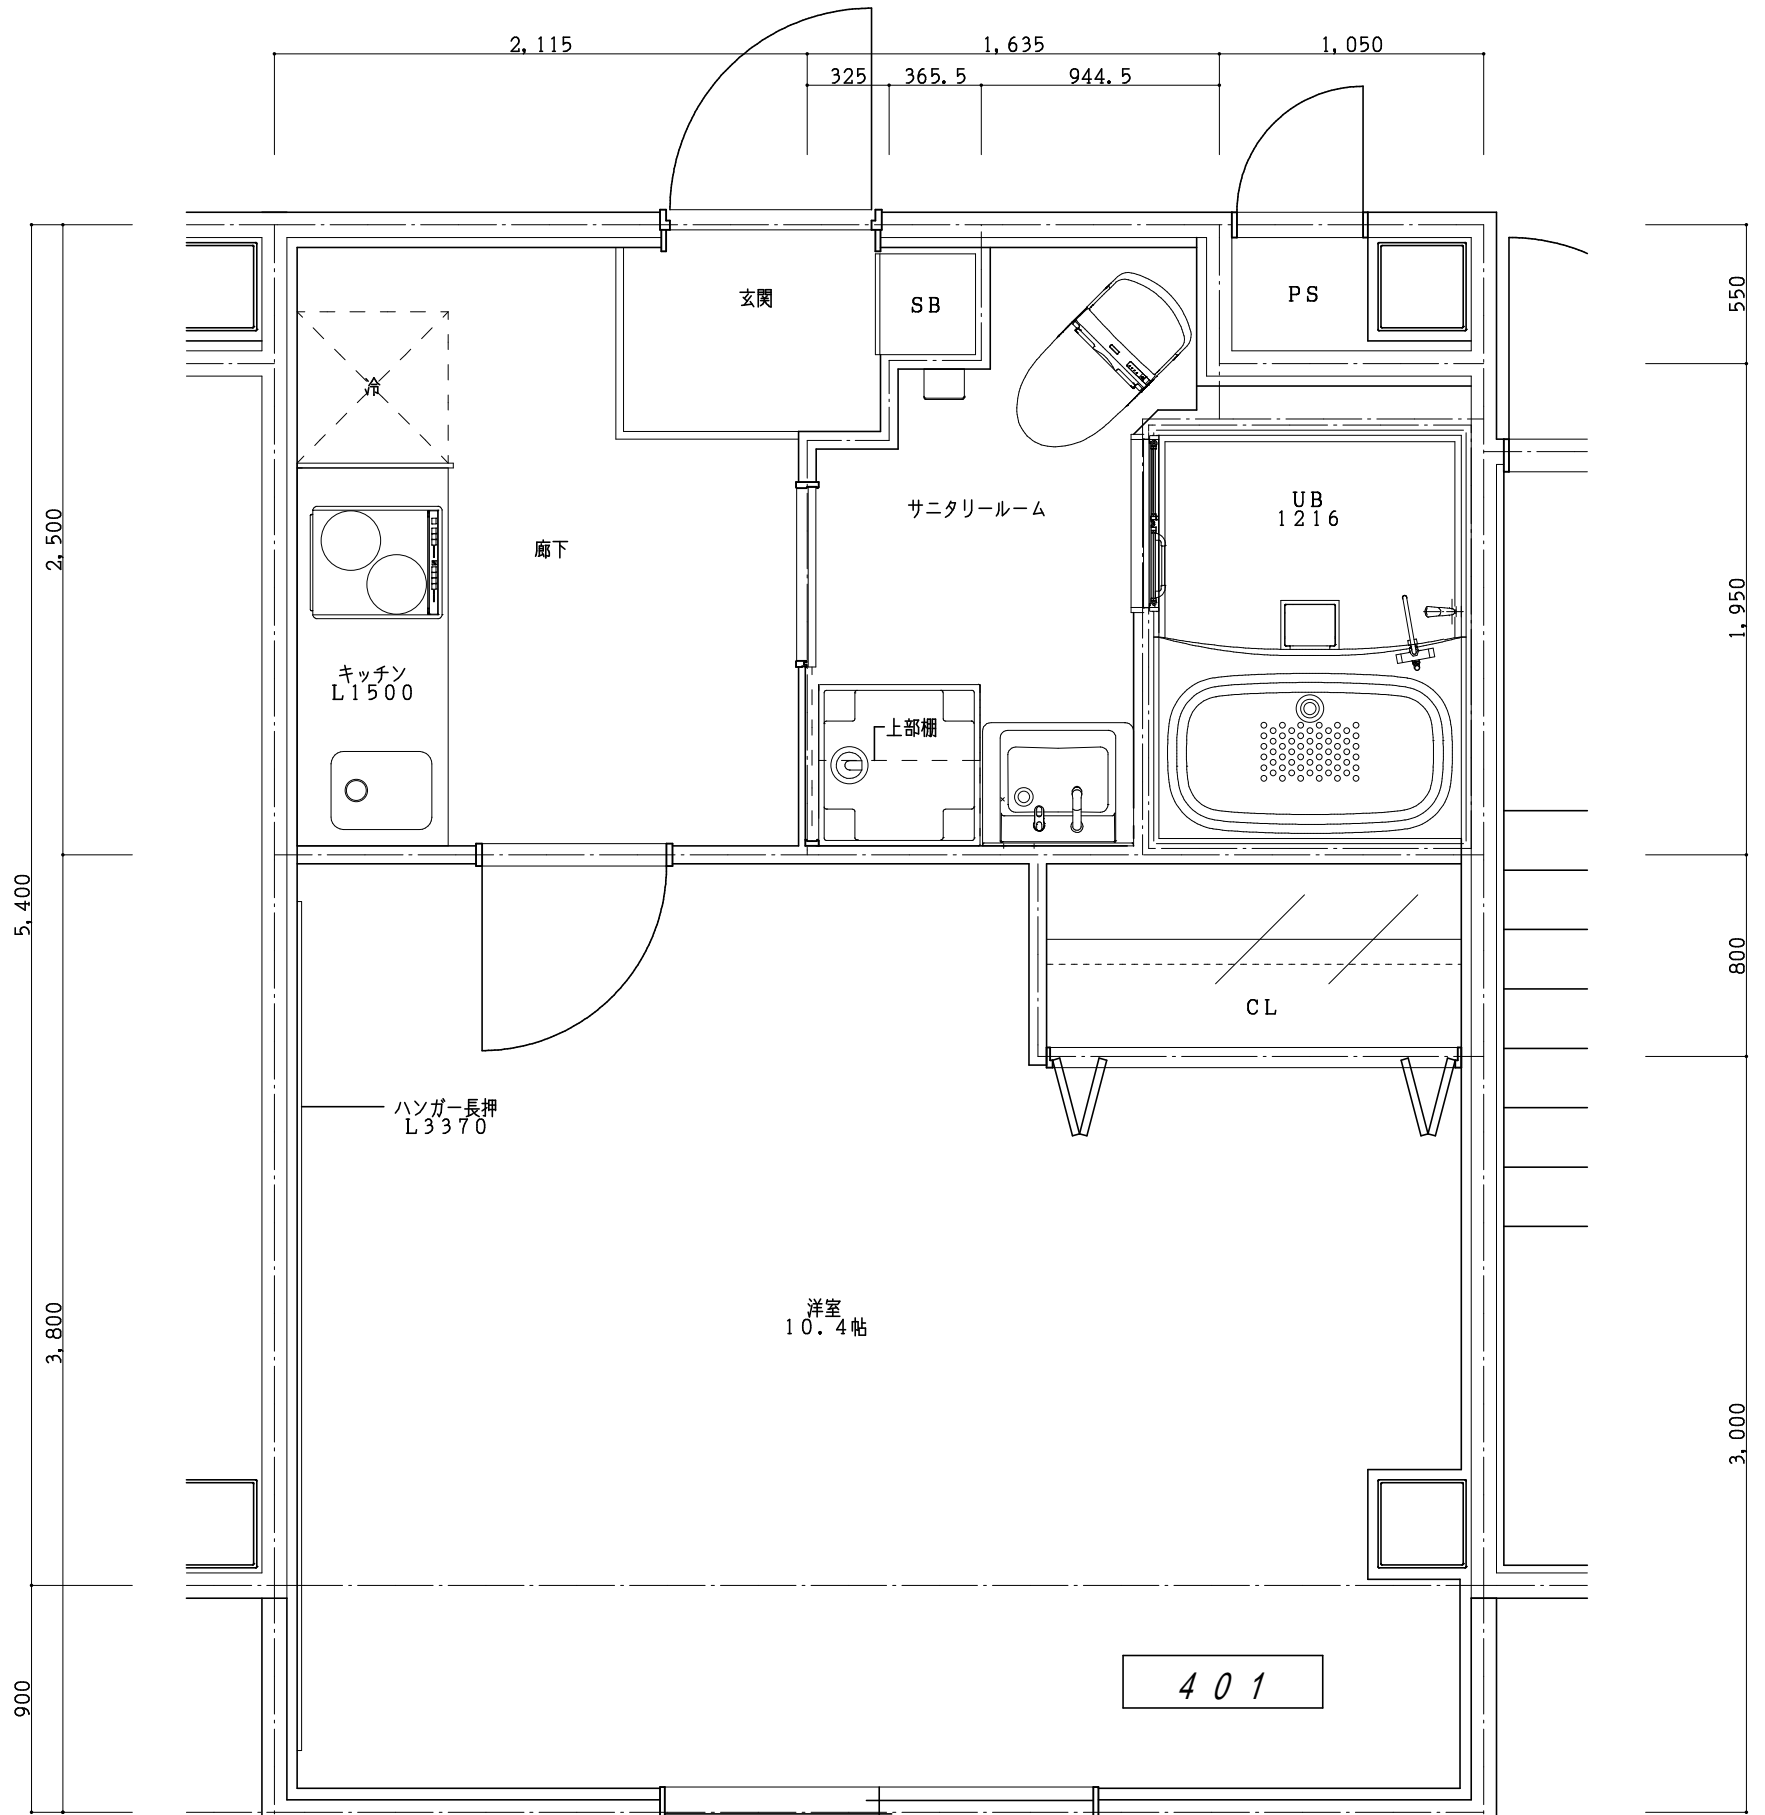 2,115
1,635
1,050
325
365.5
944.5
玄関
SB
PS
550
冷
サニタリールーム
UB
1216
2,500
廊下
1,950
キッチン
L1500
上部棚
5,400
800
CL
ハンガー長押
L3370
洋室
10.4帖
3,800
3,000
401
900